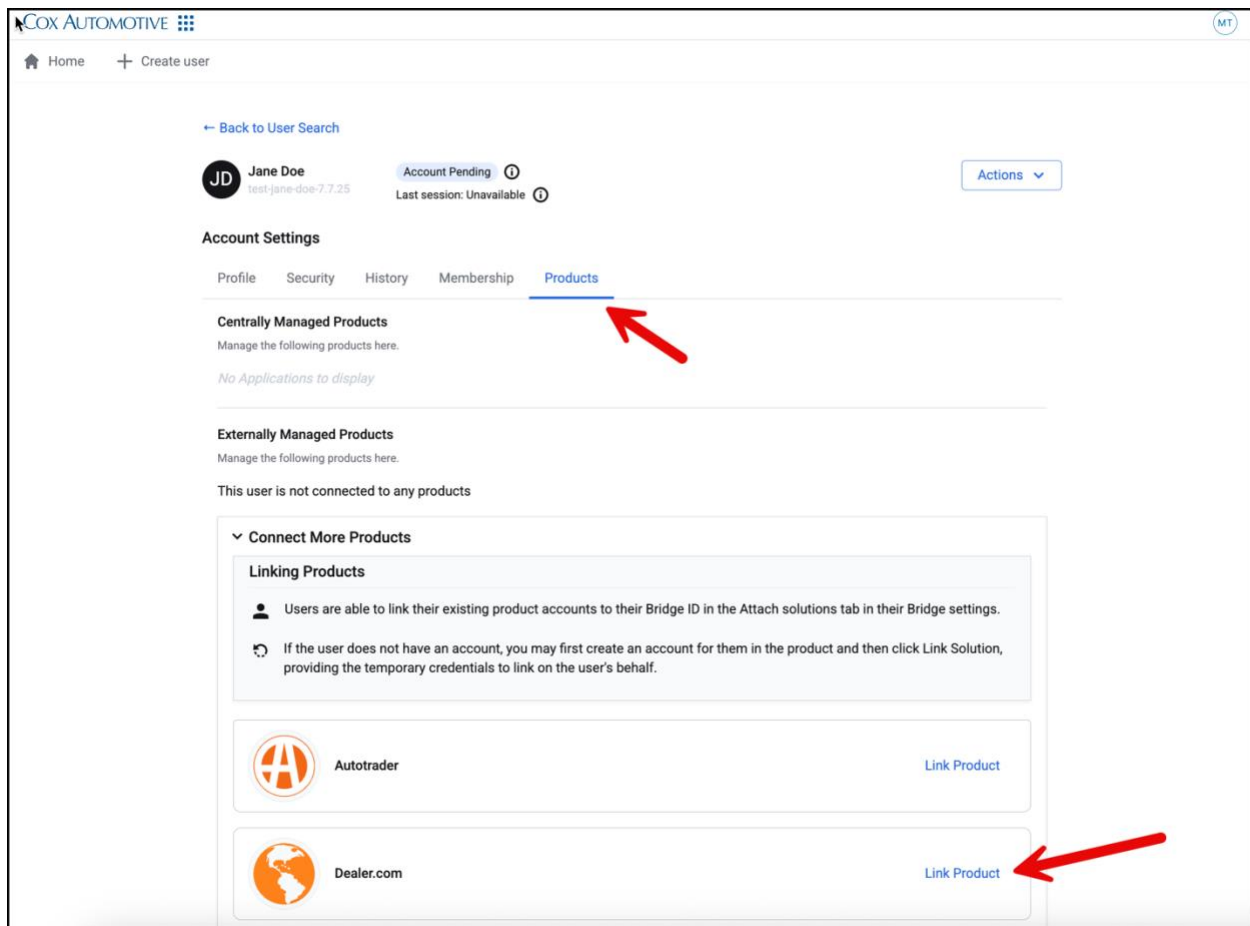 COX AUTOMOTIVE
MT
Home
Create user
← Back to User Search
JD
Jane Doe
test-jane-doe-7.7.25
Account Pending
Last session: Unavailable
Actions
Account Settings
Profile Security History Membership Products
Centrally Managed Products
Manage the following products here.
No Applications to display
Externally Managed Products
Manage the following products here.
This user is not connected to any products
Connect More Products
Linking Products
Users are able to link their existing product accounts to their Bridge ID in the Attach solutions tab in their Bridge settings.
If the user does not have an account, you may first create an account for them in the product and then click Link Solution,
providing the temporary credentials to link on the user's behalf.
Autotrader
Link Product
Dealer.com
Link Product